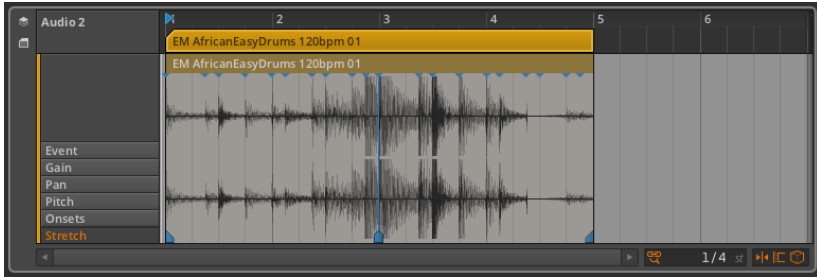 Audio 2
1 2 3 4 5 6
EM AfricanEasyDrums 120bpm 01
EM AfricanEasyDrums 120bpm 01
Event
Gain
Pan
Pitch
Onsets
Stretch
1/4 st